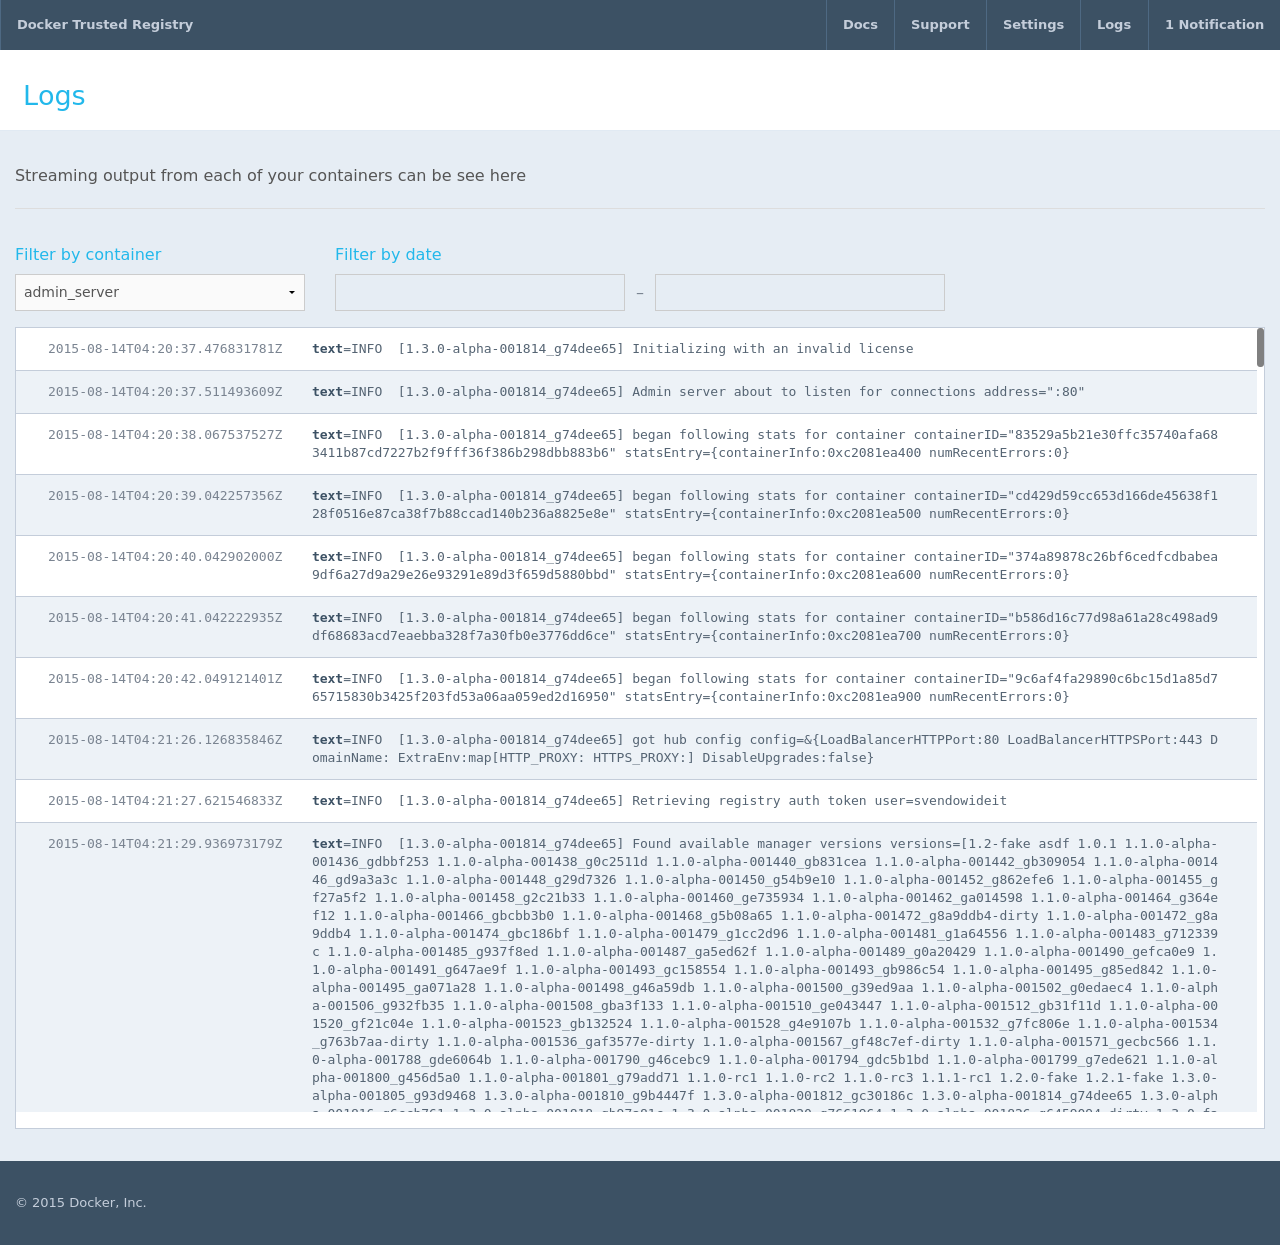 Docker Trusted Registry Docs Support Settings Logs 1 Notification
Logs
Streaming output from each of your containers can be see here
Filter by container Filter by date
admin_server –
2015-08-14T04:20:37.476831781Z text=INFO  [1.3.0-alpha-001814_g74dee65] Initializing with an invalid license
2015-08-14T04:20:37.511493609Z text=INFO  [1.3.0-alpha-001814_g74dee65] Admin server about to listen for connections address=":80"
2015-08-14T04:20:38.067537527Z text=INFO  [1.3.0-alpha-001814_g74dee65] began following stats for container containerID="83529a5b21e30ffc35740afa68
3411b87cd7227b2f9fff36f386b298dbb883b6" statsEntry={containerInfo:0xc2081ea400 numRecentErrors:0}
2015-08-14T04:20:39.042257356Z text=INFO  [1.3.0-alpha-001814_g74dee65] began following stats for container containerID="cd429d59cc653d166de45638f1
28f0516e87ca38f7b88ccad140b236a8825e8e" statsEntry={containerInfo:0xc2081ea500 numRecentErrors:0}
2015-08-14T04:20:40.042902000Z text=INFO  [1.3.0-alpha-001814_g74dee65] began following stats for container containerID="374a89878c26bf6cedfcdbabea
9df6a27d9a29e26e93291e89d3f659d5880bbd" statsEntry={containerInfo:0xc2081ea600 numRecentErrors:0}
2015-08-14T04:20:41.042222935Z text=INFO  [1.3.0-alpha-001814_g74dee65] began following stats for container containerID="b586d16c77d98a61a28c498ad9
df68683acd7eaebba328f7a30fb0e3776dd6ce" statsEntry={containerInfo:0xc2081ea700 numRecentErrors:0}
2015-08-14T04:20:42.049121401Z text=INFO  [1.3.0-alpha-001814_g74dee65] began following stats for container containerID="9c6af4fa29890c6bc15d1a85d7
65715830b3425f203fd53a06aa059ed2d16950" statsEntry={containerInfo:0xc2081ea900 numRecentErrors:0}
2015-08-14T04:21:26.126835846Z text=INFO  [1.3.0-alpha-001814_g74dee65] got hub config config=&{LoadBalancerHTTPPort:80 LoadBalancerHTTPSPort:443 D
omainName: ExtraEnv:map[HTTP_PROXY: HTTPS_PROXY:] DisableUpgrades:false}
2015-08-14T04:21:27.621546833Z text=INFO  [1.3.0-alpha-001814_g74dee65] Retrieving registry auth token user=svendowideit
2015-08-14T04:21:29.936973179Z text=INFO  [1.3.0-alpha-001814_g74dee65] Found available manager versions versions=[1.2-fake asdf 1.0.1 1.1.0-alpha-
001436_gdbbf253 1.1.0-alpha-001438_g0c2511d 1.1.0-alpha-001440_gb831cea 1.1.0-alpha-001442_gb309054 1.1.0-alpha-0014
46_gd9a3a3c 1.1.0-alpha-001448_g29d7326 1.1.0-alpha-001450_g54b9e10 1.1.0-alpha-001452_g862efe6 1.1.0-alpha-001455_g
f27a5f2 1.1.0-alpha-001458_g2c21b33 1.1.0-alpha-001460_ge735934 1.1.0-alpha-001462_ga014598 1.1.0-alpha-001464_g364e
f12 1.1.0-alpha-001466_gbcbb3b0 1.1.0-alpha-001468_g5b08a65 1.1.0-alpha-001472_g8a9ddb4-dirty 1.1.0-alpha-001472_g8a
9ddb4 1.1.0-alpha-001474_gbc186bf 1.1.0-alpha-001479_g1cc2d96 1.1.0-alpha-001481_g1a64556 1.1.0-alpha-001483_g712339
c 1.1.0-alpha-001485_g937f8ed 1.1.0-alpha-001487_ga5ed62f 1.1.0-alpha-001489_g0a20429 1.1.0-alpha-001490_gefca0e9 1.
1.0-alpha-001491_g647ae9f 1.1.0-alpha-001493_gc158554 1.1.0-alpha-001493_gb986c54 1.1.0-alpha-001495_g85ed842 1.1.0-
alpha-001495_ga071a28 1.1.0-alpha-001498_g46a59db 1.1.0-alpha-001500_g39ed9aa 1.1.0-alpha-001502_g0edaec4 1.1.0-alph
a-001506_g932fb35 1.1.0-alpha-001508_gba3f133 1.1.0-alpha-001510_ge043447 1.1.0-alpha-001512_gb31f11d 1.1.0-alpha-00
1520_gf21c04e 1.1.0-alpha-001523_gb132524 1.1.0-alpha-001528_g4e9107b 1.1.0-alpha-001532_g7fc806e 1.1.0-alpha-001534
_g763b7aa-dirty 1.1.0-alpha-001536_gaf3577e-dirty 1.1.0-alpha-001567_gf48c7ef-dirty 1.1.0-alpha-001571_gecbc566 1.1.
0-alpha-001788_gde6064b 1.1.0-alpha-001790_g46cebc9 1.1.0-alpha-001794_gdc5b1bd 1.1.0-alpha-001799_g7ede621 1.1.0-al
pha-001800_g456d5a0 1.1.0-alpha-001801_g79add71 1.1.0-rc1 1.1.0-rc2 1.1.0-rc3 1.1.1-rc1 1.2.0-fake 1.2.1-fake 1.3.0-
alpha-001805_g93d9468 1.3.0-alpha-001810_g9b4447f 1.3.0-alpha-001812_gc30186c 1.3.0-alpha-001814_g74dee65 1.3.0-alph
© 2015 Docker, Inc.